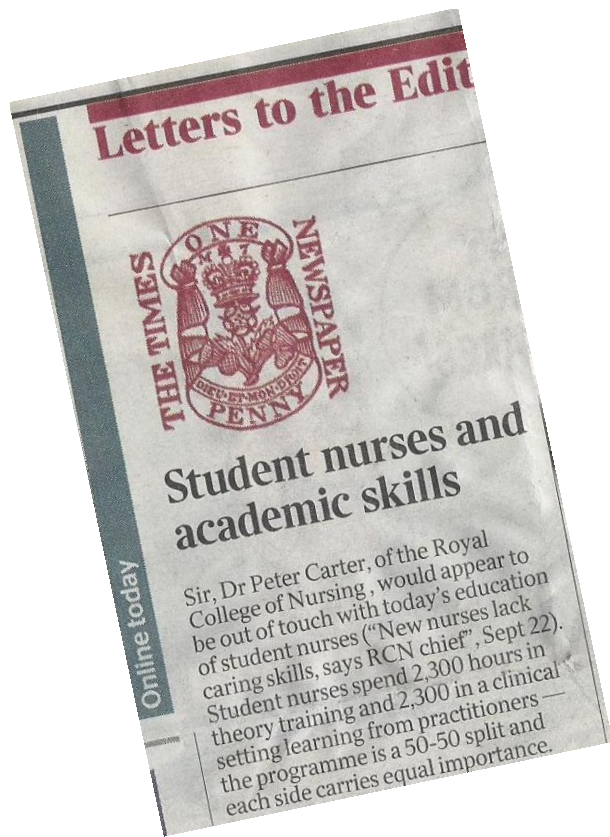 Letters to the Edit
THE TIMES
ONE
NEWSPAPER
DIEU·ET·MON·DROIT
PENNY
Student nurses and
academic skills
Sir, Dr Peter Carter, of the Royal
College of Nursing, would appear to
be out of touch with today's education
of student nurses (“New nurses lack
caring skills, says RCN chief”, Sept 22).
Student nurses spend 2,300 hours in
theory training and 2,300 in a clinical
setting learning from practitioners —
the programme is a 50-50 split and
each side carries equal importance.
Online today